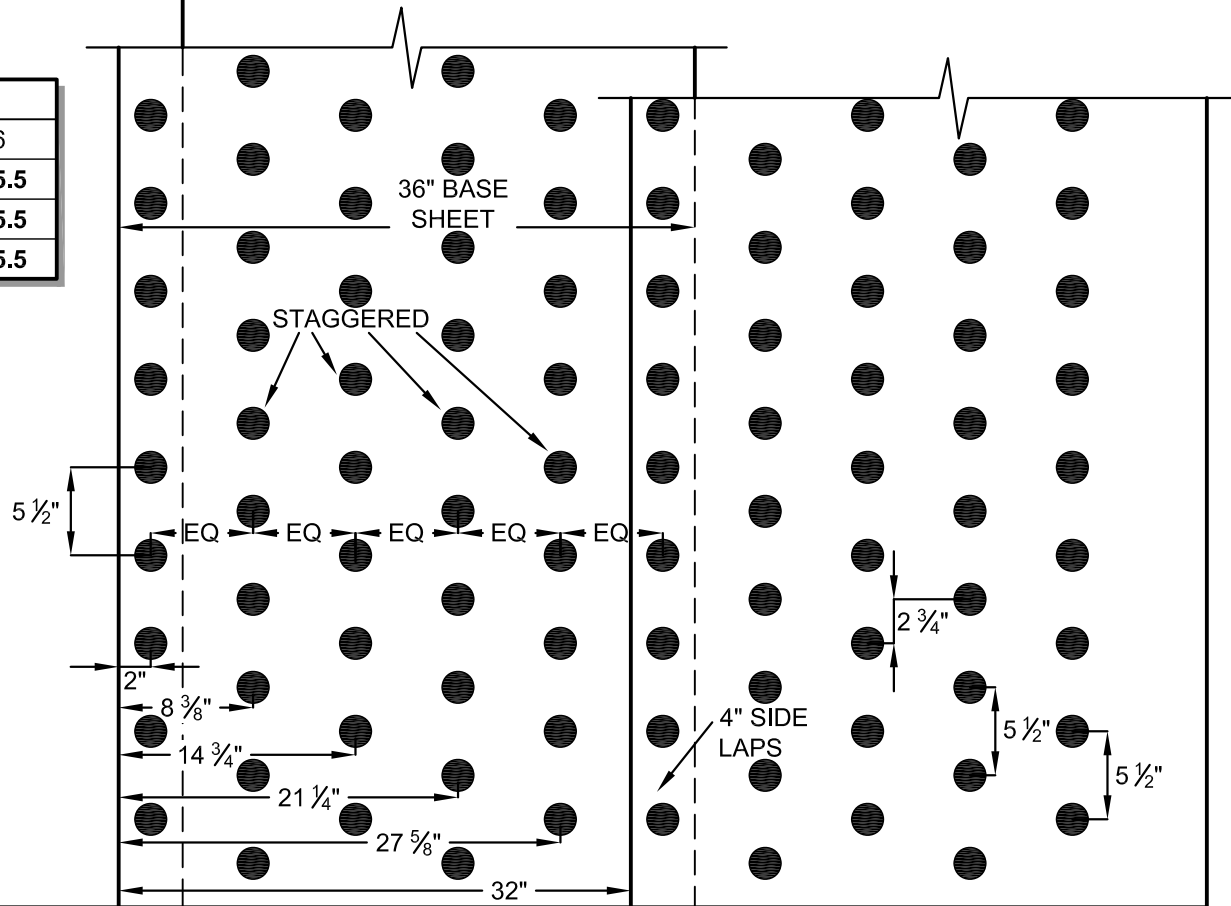 6
5.5
5.5
5.5
36" BASE
SHEET
STAGGERED
5 ½"
EQ EQ EQ EQ EQ
2 ¾"
2"
8 ⅜"
14 ¾"
21 ¼"
27 ⅝"
32"
4" SIDE
LAPS
5 ½"
5 ½"